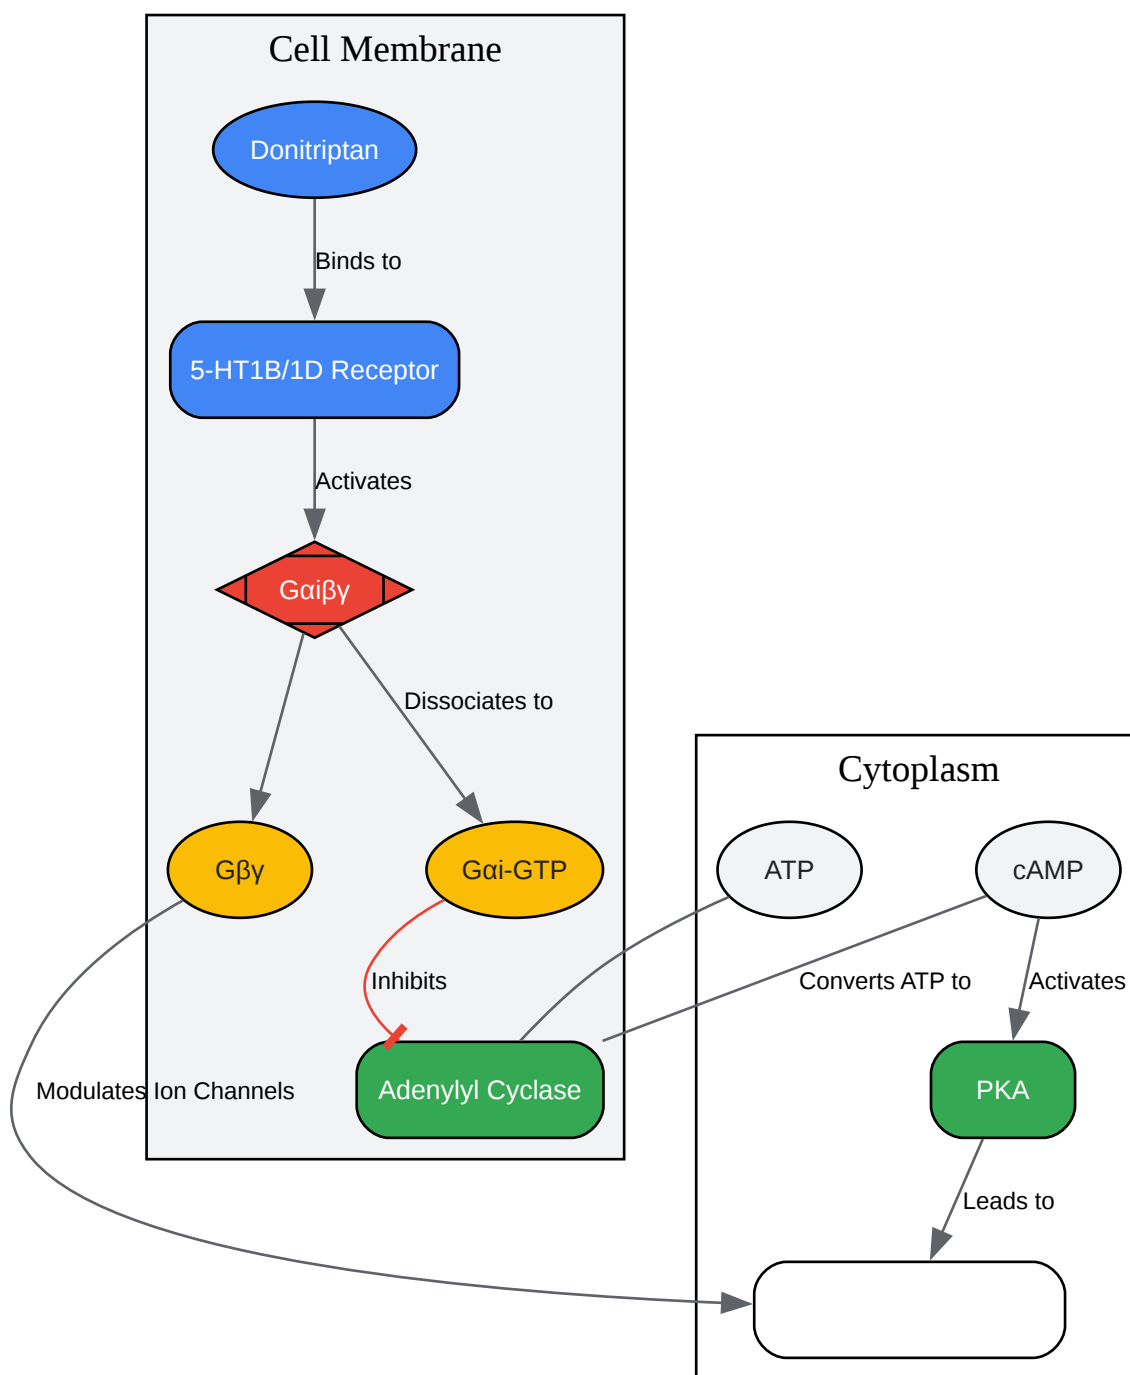 Cell Membrane
Donitriptan
Binds to
5-HT1B/1D Receptor
Activates
Gαiβγ
Dissociates to
Cytoplasm
Gβγ
Gαi-GTP
ATP
cAMP
Inhibits
Converts ATP to
Activates
Modulates Ion Channels
Adenylyl Cyclase
PKA
Leads to